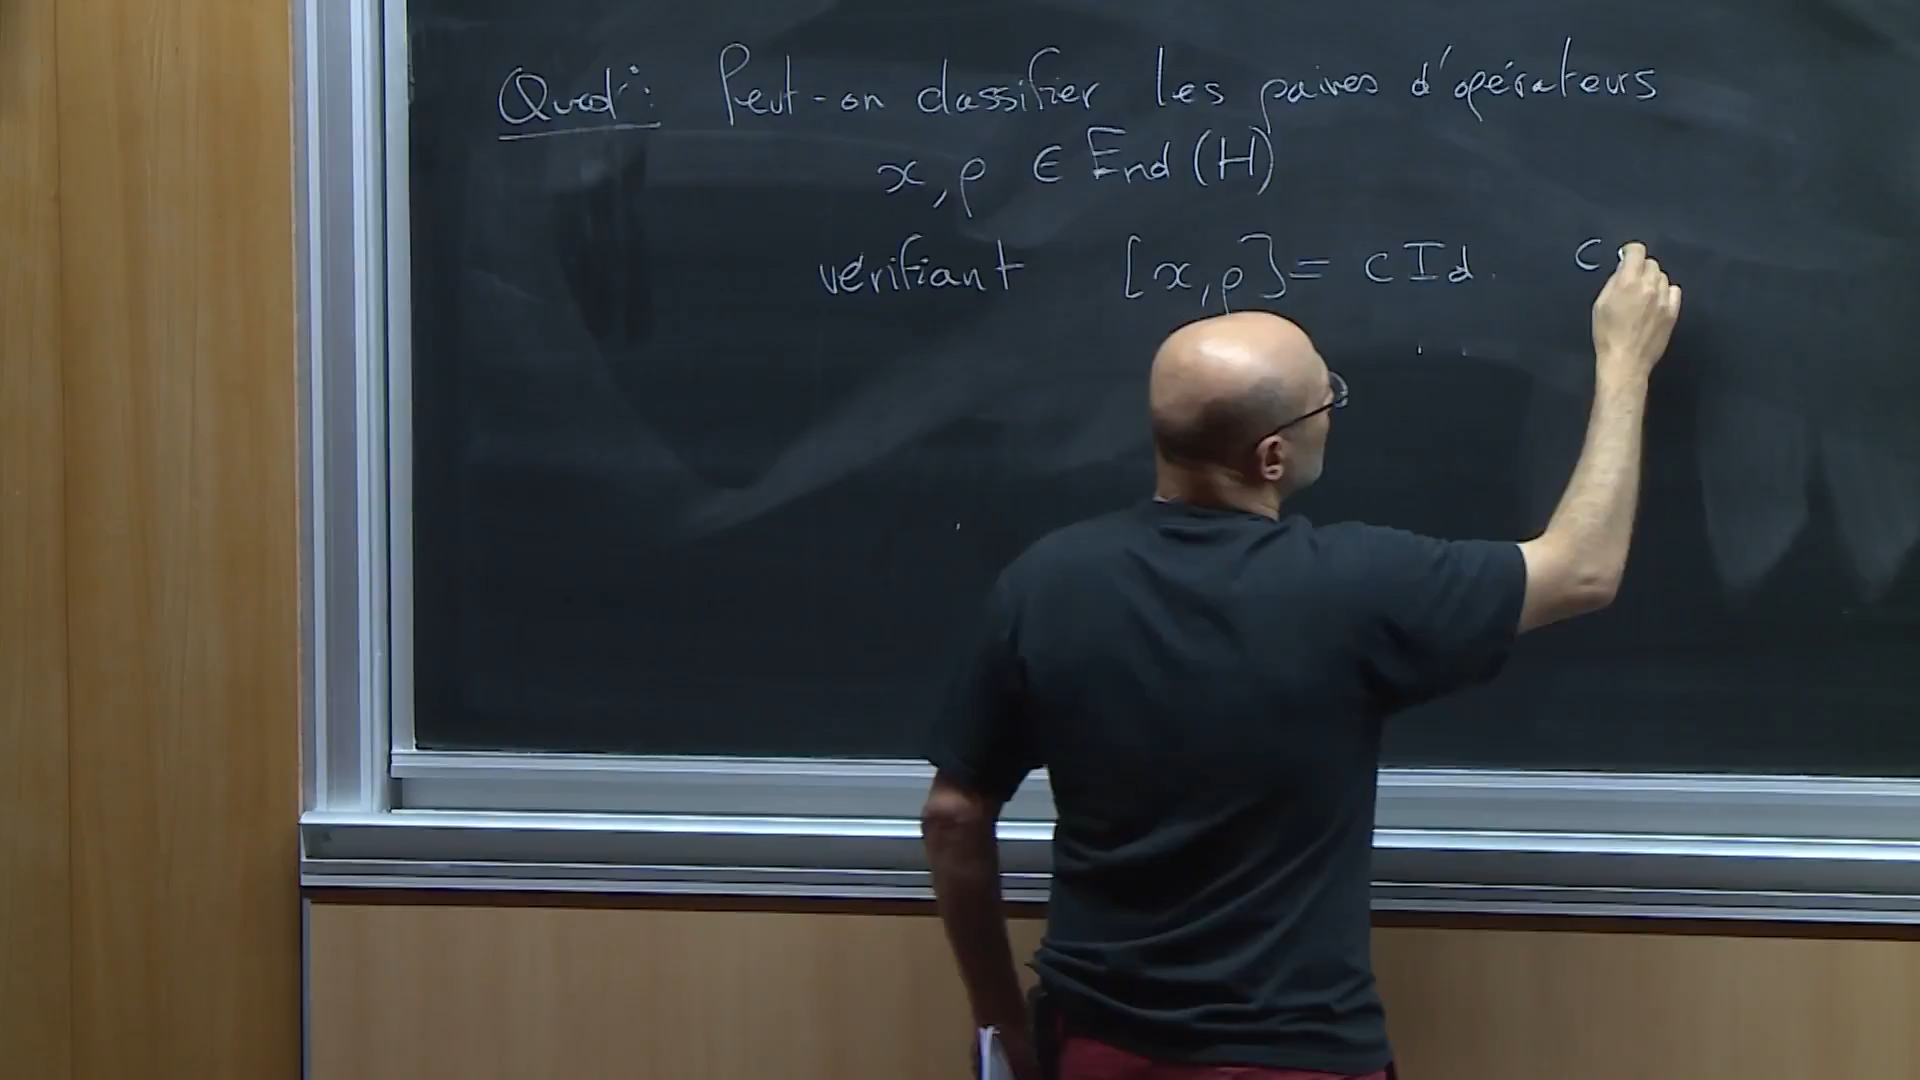 Quest°: Peut-on classifier les paires d'opérateurs
x, p ∈ End (H)
vérifiant [x, p] = c Id. c